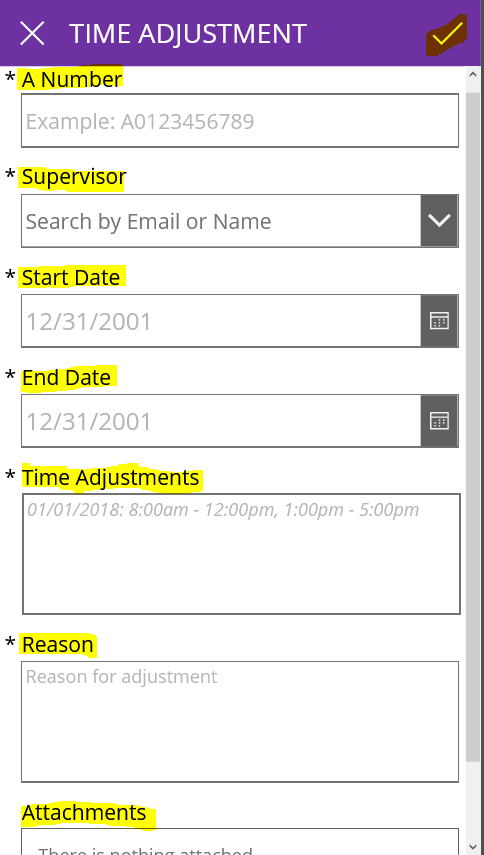 TIME ADJUSTMENT
* A Number
Example: A0123456789
* Supervisor
Search by Email or Name
* Start Date
12/31/2001
* End Date
12/31/2001
* Time Adjustments
01/01/2018: 8:00am - 12:00pm, 1:00pm - 5:00pm
* Reason
Reason for adjustment
Attachments
There is nothing attached.